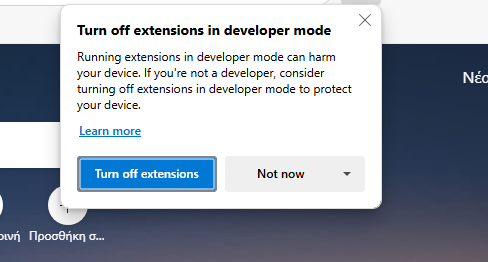 Turn off extensions in developer mode
Running extensions in developer mode can harm
your device. If you're not a developer, consider
turning off extensions in developer mode to protect
your device.
Learn more
Turn off extensions
Not now
Νέα
Προσθήκη σ...